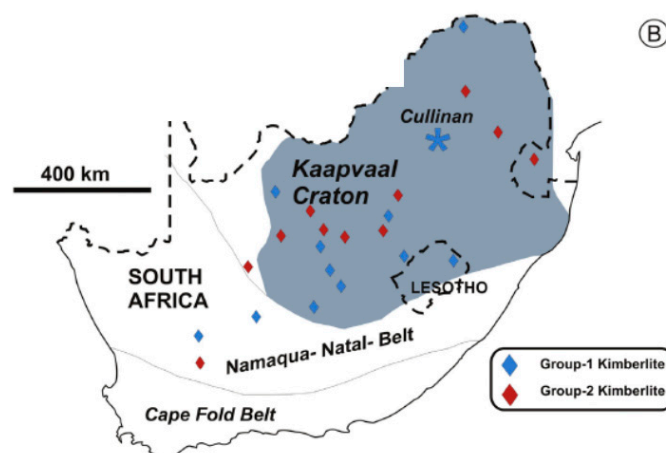 B
Cullinan
Kaapvaal
Craton
400 km
SOUTH
AFRICA
LESOTHO
Namaqua- Natal- Belt
Group-1 Kimberlite
Group-2 Kimberlite
Cape Fold Belt